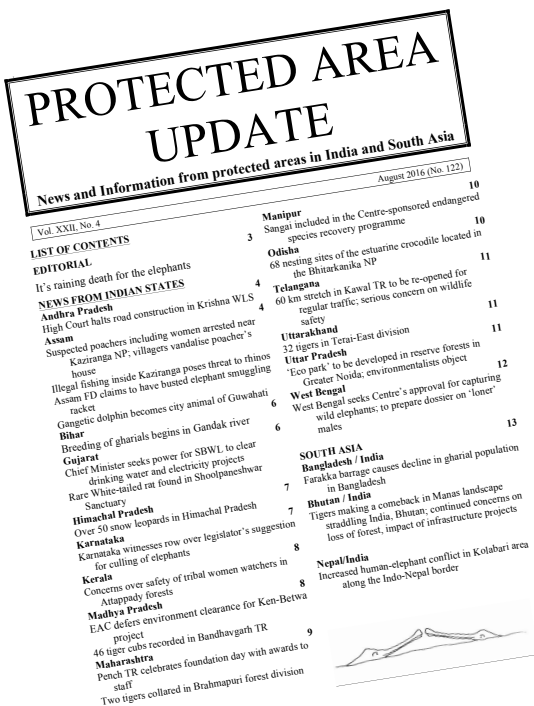 PROTECTED AREA
UPDATE
News and Information from protected areas in India and South Asia
Vol. XXII, No. 4 August 2016 (No. 122)
LIST OF CONTENTS
EDITORIAL 3
It's raining death for the elephants
NEWS FROM INDIAN STATES
Andhra Pradesh 4
High Court halts road construction in Krishna WLS
Assam 4
Suspected poachers including women arrested near
Kaziranga NP; villagers vandalise poacher's
house
Illegal fishing inside Kaziranga poses threat to rhinos
Assam FD claims to have busted elephant smuggling
racket
Gangetic dolphin becomes city animal of Guwahati
Bihar 6
Breeding of gharials begins in Gandak river
Gujarat 6
Chief Minister seeks power for SBWL to clear
drinking water and electricity projects
Rare White-tailed rat found in Shoolpaneshwar
Sanctuary
Himachal Pradesh 7
Over 50 snow leopards in Himachal Pradesh
Karnataka 7
Karnataka witnesses row over legislator's suggestion
for culling of elephants
Kerala 8
Concerns over safety of tribal women watchers in
Attappady forests
Madhya Pradesh 8
EAC defers environment clearance for Ken-Betwa
project
46 tiger cubs recorded in Bandhavgarh TR
Maharashtra 9
Pench TR celebrates foundation day with awards to
staff
Two tigers collared in Brahmapuri forest division
Manipur 10
Sangai included in the Centre-sponsored endangered
species recovery programme
Odisha 10
68 nesting sites of the estuarine crocodile located in
the Bhitarkanika NP
Telangana 11
60 km stretch in Kawal TR to be re-opened for
regular traffic; serious concern on wildlife
safety
Uttarakhand 11
32 tigers in Terai-East division
Uttar Pradesh 11
'Eco park' to be developed in reserve forests in
Greater Noida; environmentalists object
West Bengal 12
West Bengal seeks Centre's approval for capturing
wild elephants; to prepare dossier on 'loner'
males
SOUTH ASIA 13
Bangladesh / India
Farakka barrage causes decline in gharial population
in Bangladesh
Bhutan / India
Tigers making a comeback in Manas landscape
straddling India, Bhutan; continued concerns on
loss of forest, impact of infrastructure projects
Nepal/India
Increased human-elephant conflict in Kolabari area
along the Indo-Nepal border